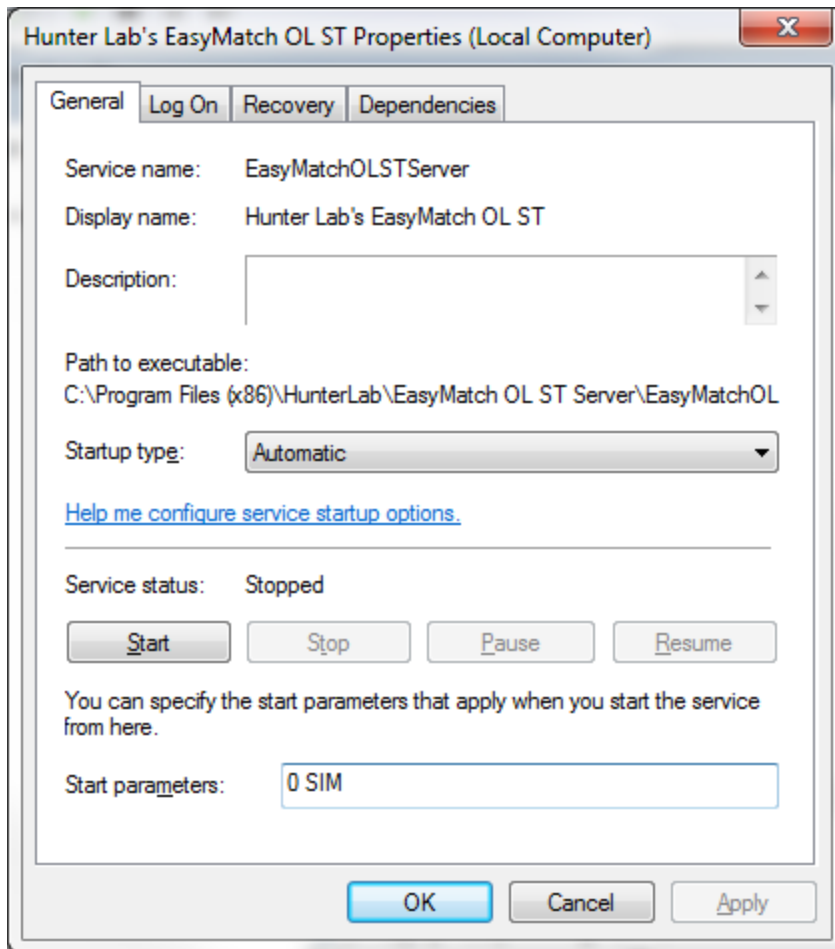 Hunter Lab's EasyMatch OL ST Properties (Local Computer)
General Log On Recovery Dependencies
Service name: EasyMatchOLSTServer
Display name: Hunter Lab's EasyMatch OL ST
Description:
Path to executable:
C:\Program Files (x86)\HunterLab\EasyMatch OL ST Server\EasyMatchOL
Startup type: Automatic
Help me configure service startup options.
Service status: Stopped
Start Stop Pause Resume
You can specify the start parameters that apply when you start the service
from here.
Start parameters: 0 SIM
OK Cancel Apply